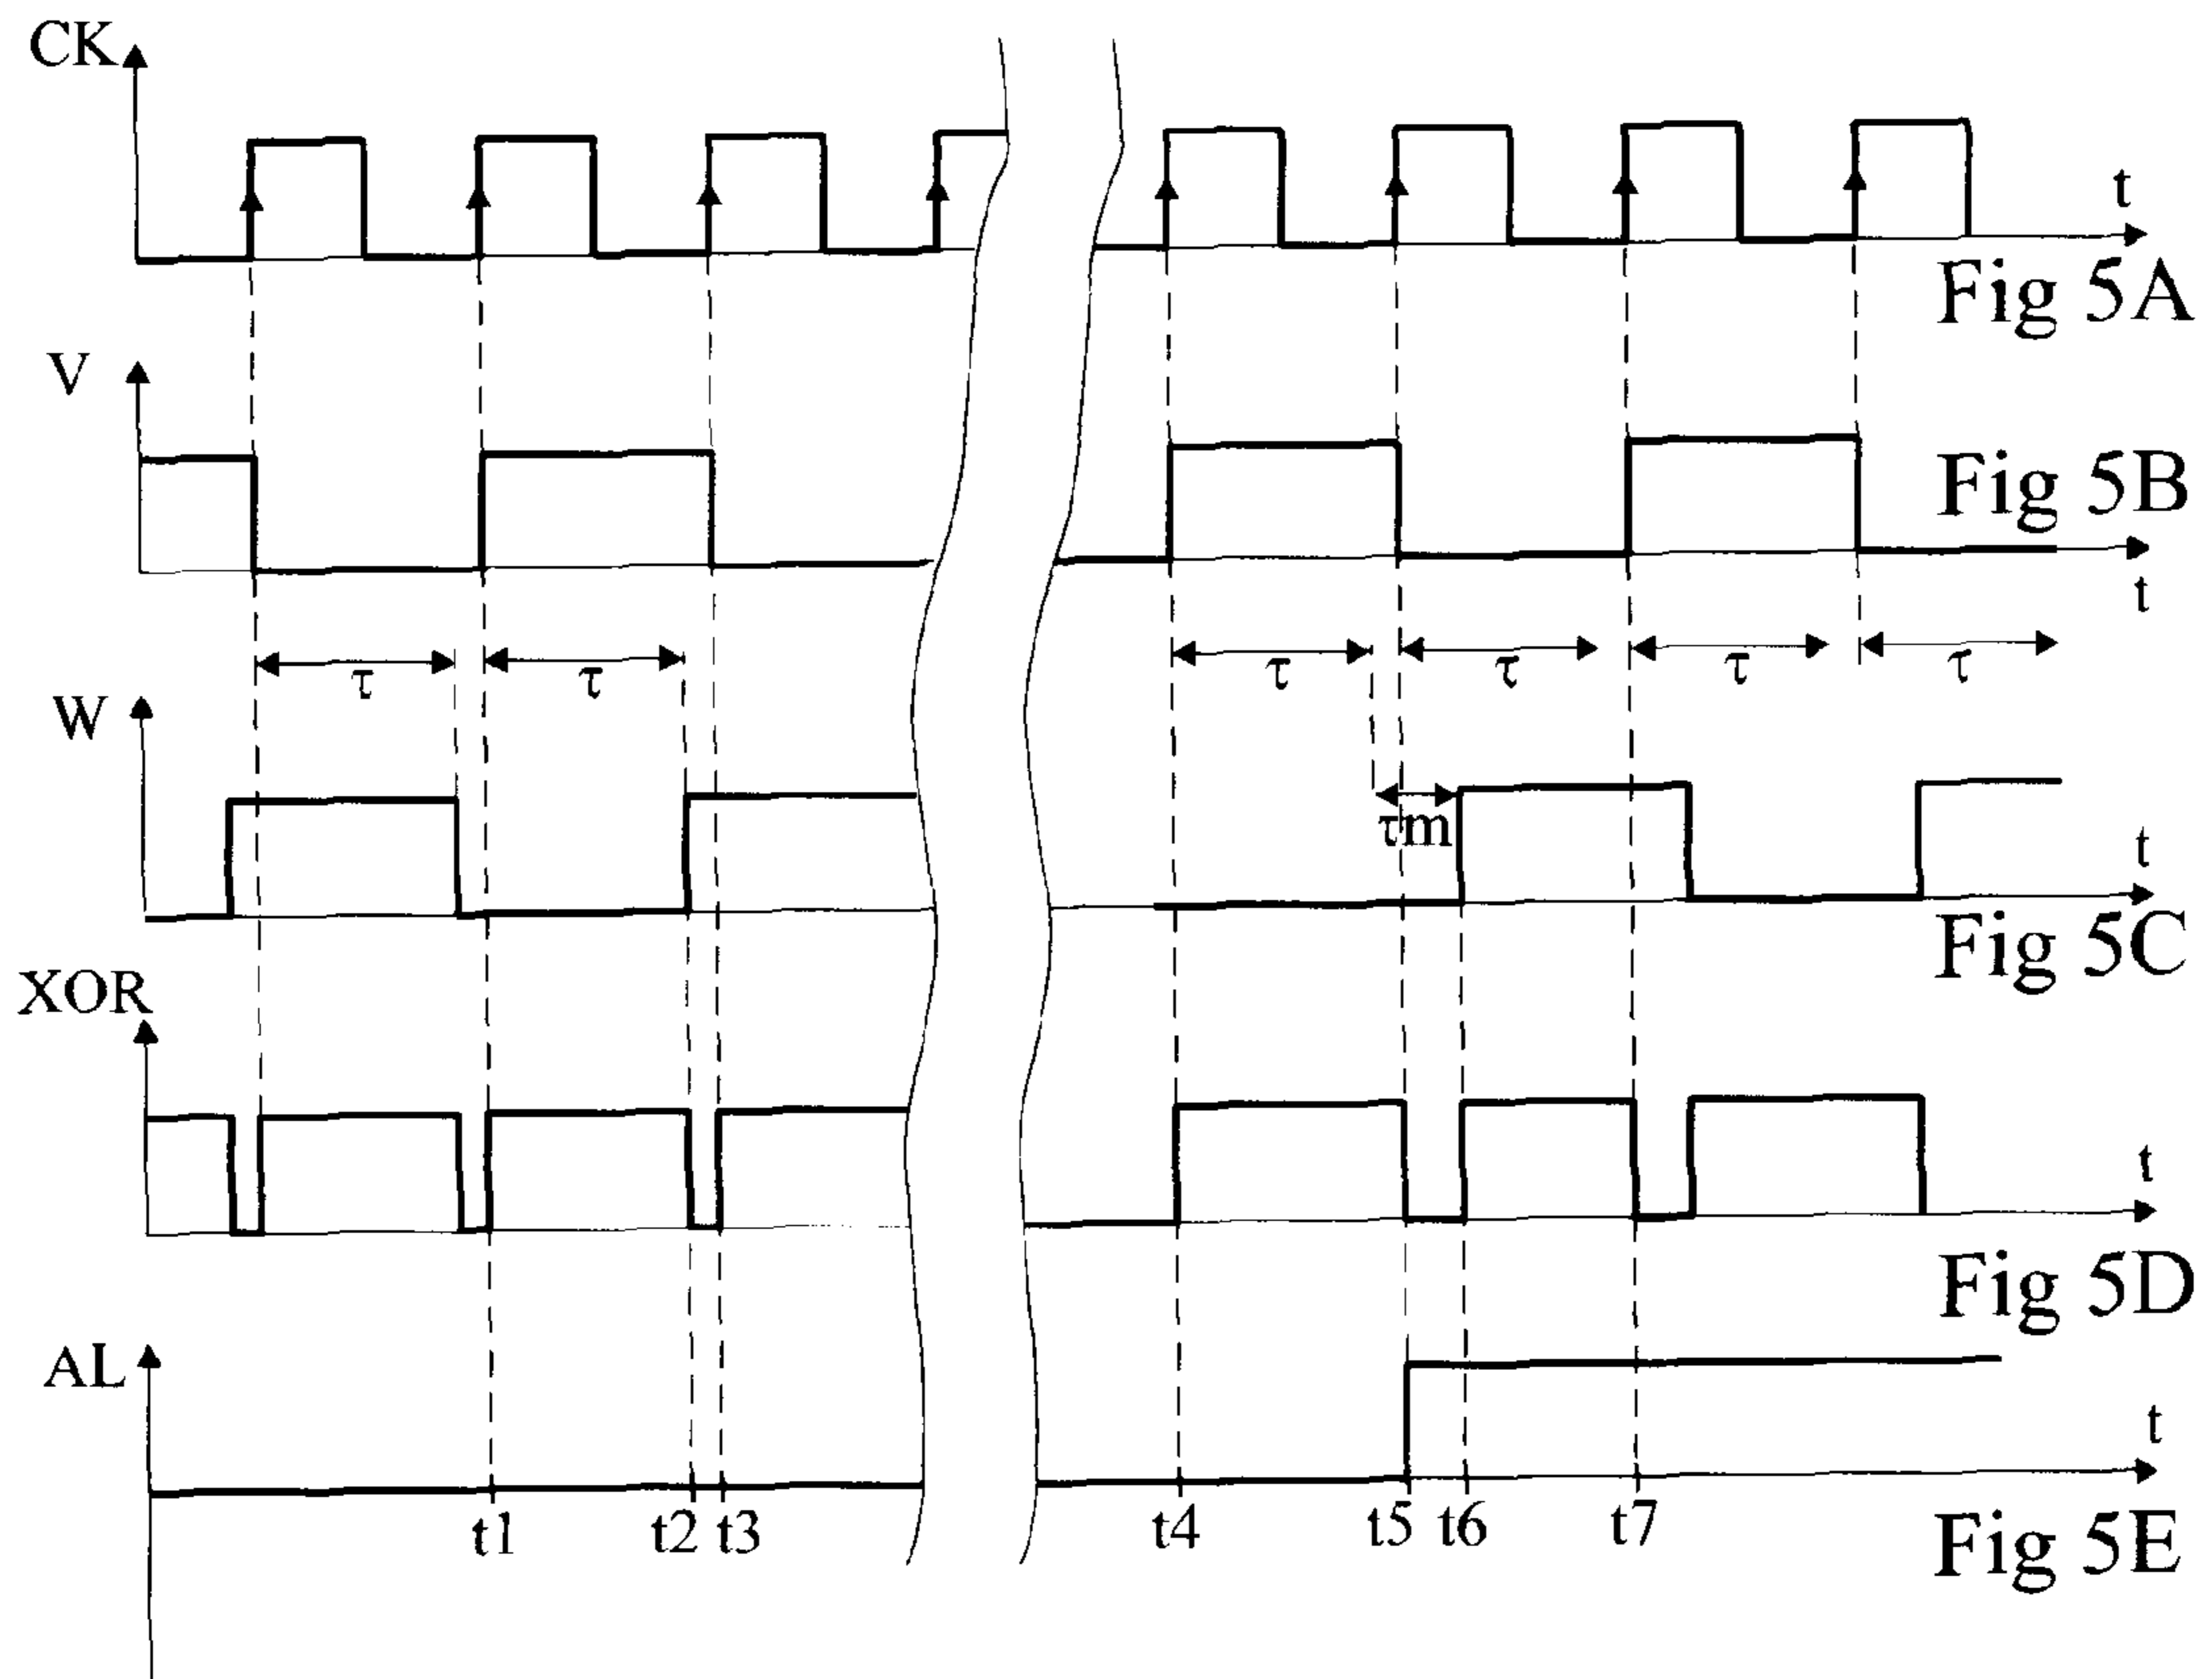 CK
t
Fig 5A
V
Fig 5B
t
τ τ τ τ τ τ
W
τm
t
Fig 5C
XOR
t
Fig 5D
AL
t
t1 t2 t3 t4 t5 t6 t7
Fig 5E